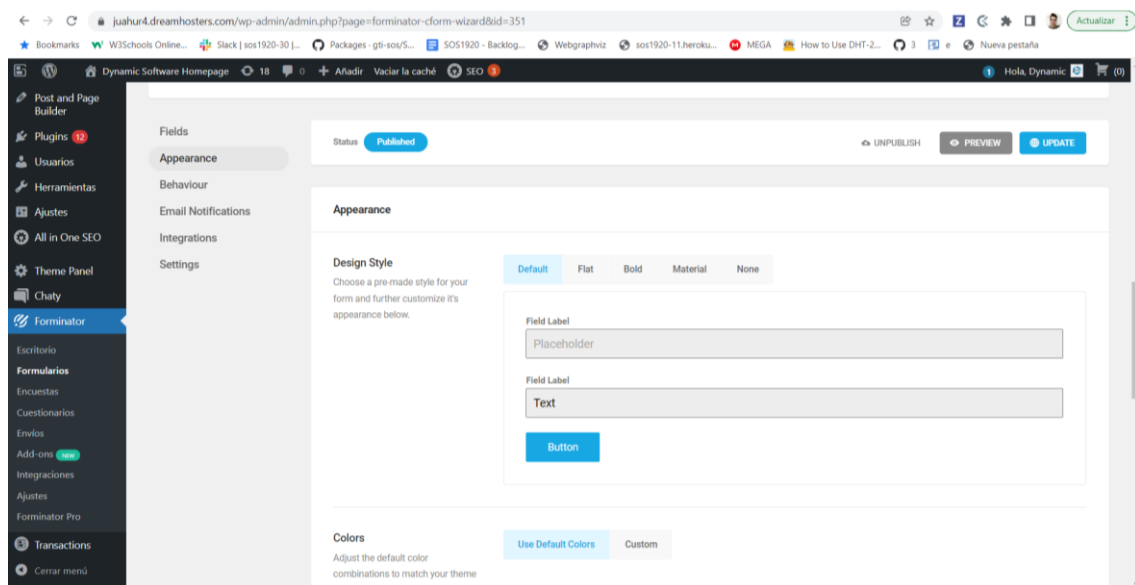 juahur4.dreamhosters.com/wp-admin/admin.php?page=forminator-cform-wizard&id=351
Actualizar
Bookmarks
W3Schools Online...
Slack | sos1920-30 |...
Packages - gti-sos/S...
SOS1920 - Backlog...
Webgraphviz
sos1920-11.heroku...
MEGA
How to Use DHT-2...
3
e
Nueva pestaña
Dynamic Software Homepage
18
0
Añadir
Vaciar la caché
SEO
3
1
Hola, Dynamic
(0)
Post and Page
Builder
Plugins 12
Usuarios
Herramientas
Ajustes
All in One SEO
Theme Panel
Chaty
Forminator
Escritorio
Formularios
Encuestas
Cuestionarios
Envíos
Add-ons NEW
Integraciones
Ajustes
Forminator Pro
Transactions
Cerrar menú
Fields
Appearance
Behaviour
Email Notifications
Integrations
Settings
Status Published
UNPUBLISH
PREVIEW
UPDATE
Appearance
Design Style
Choose a pre-made style for your
form and further customize it's
appearance below.
Default
Flat
Bold
Material
None
Field Label
Placeholder
Field Label
Text
Button
Colors
Adjust the default color
combinations to match your theme
Use Default Colors
Custom